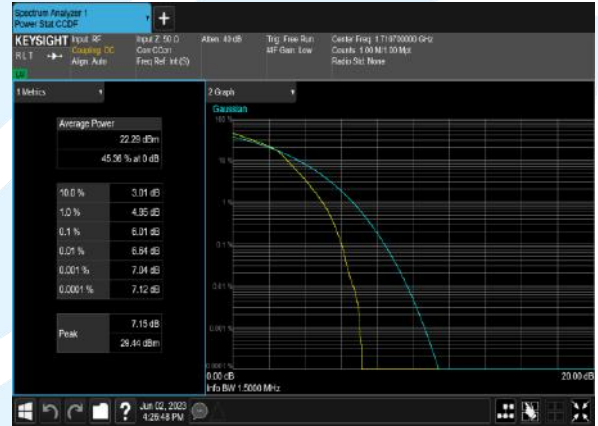 Spectrum Analyzer 1
Power Stat CCDF
KEYSIGHT
Input: RF
Coupling: DC
Align: Auto
Input Z: 50 Ω
Corr CCorr
Freq Ref: Int (S)
Atten: 40 dB
Trig: Free Run
#IF Gain: Low
Center Freq: 1.710700000 GHz
Counts: 1.00 M/1.00 Mpt
Radio Std: None
1 Metrics
Average Power
22.29 dBm
45.36 % at 0 dB
10.0 % 3.01 dB
1.0 % 4.95 dB
0.1 % 6.01 dB
0.01 % 6.64 dB
0.001 % 7.04 dB
0.0001 % 7.12 dB
Peak
7.15 dB
29.44 dBm
2 Graph
Gaussian
100 %
10 %
1 %
0.1 %
0.01 %
0.001 %
0.0001 %
0.00 dB
20.00 dB
Info BW 1.5000 MHz
Jun 02, 2023
4:25:48 PM